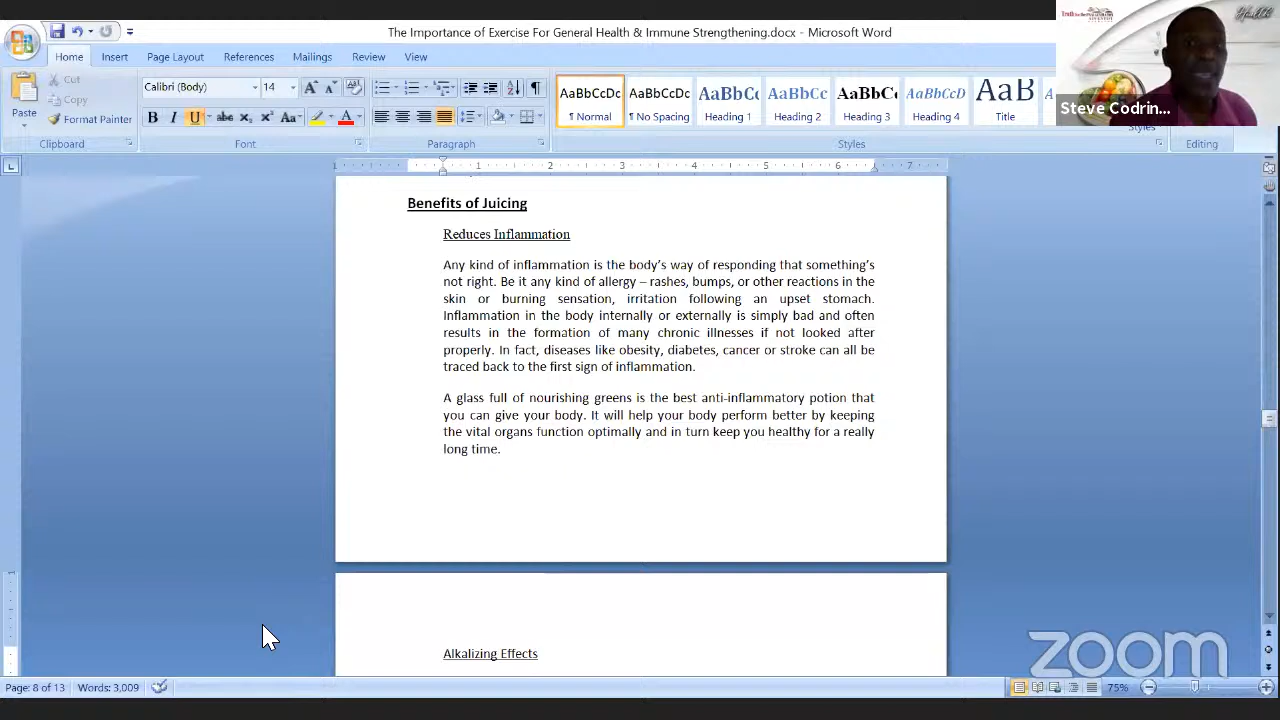 The Importance of Exercise For General Health & Immune Strengthening.docx - Microsoft Word
Home Insert Page Layout References Mailings Review View
Cut
Copy
Format Painter
Paste
Clipboard
Calibri (Body) 14
Font
Paragraph
AaBbCcDc AaBbCcDc AaBbCc AaBbCc AaBbCc AaBbCcD AaB
¶ Normal ¶ No Spacing Heading 1 Heading 2 Heading 3 Heading 4 Title
Styles
Styles
Editing
Health
Steve Codrin...
1 1 2 3 4 5 6 7
Benefits of Juicing
Reduces Inflammation
Any kind of inflammation is the body's way of responding that something's
not right. Be it any kind of allergy – rashes, bumps, or other reactions in the
skin or burning sensation, irritation following an upset stomach.
Inflammation in the body internally or externally is simply bad and often
results in the formation of many chronic illnesses if not looked after
properly. In fact, diseases like obesity, diabetes, cancer or stroke can all be
traced back to the first sign of inflammation.
A glass full of nourishing greens is the best anti-inflammatory potion that
you can give your body. It will help your body perform better by keeping
the vital organs function optimally and in turn keep you healthy for a really
long time.
Alkalizing Effects
zoom
Page: 8 of 13 Words: 3,009 75%